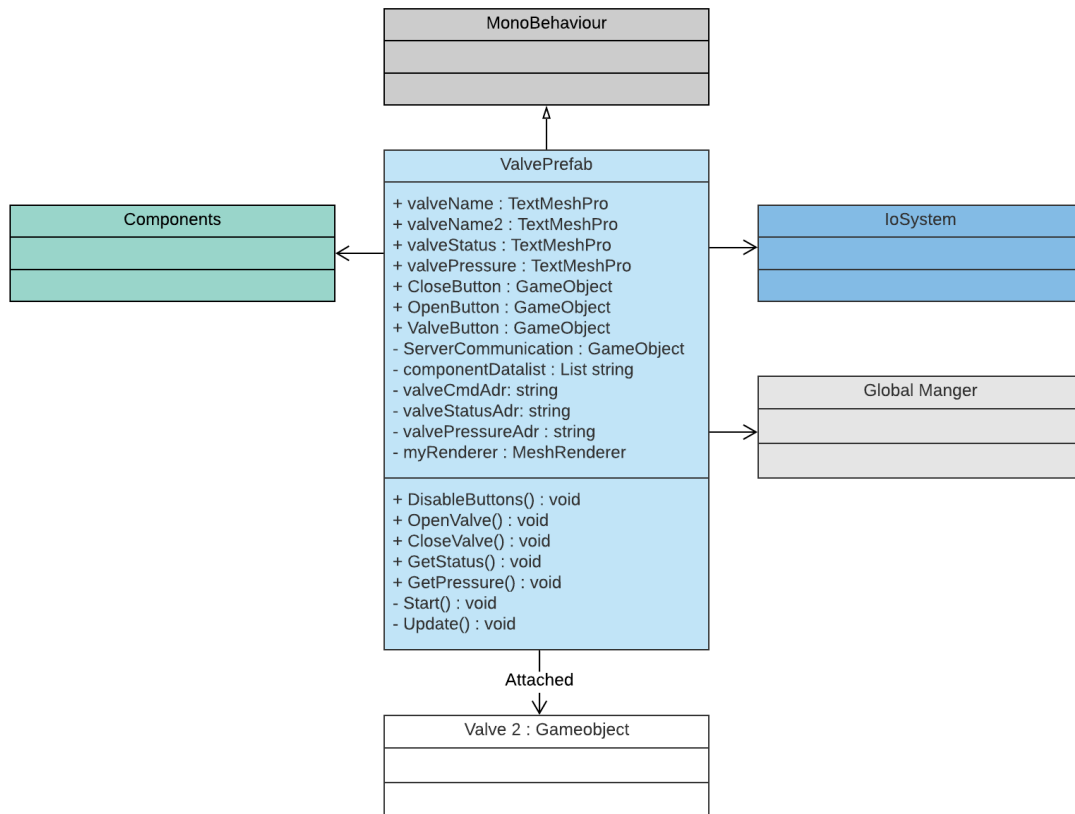 MonoBehaviour
ValvePrefab
+ valveName : TextMeshPro
+ valveName2 : TextMeshPro
+ valveStatus : TextMeshPro
+ valvePressure : TextMeshPro
+ CloseButton : GameObject
+ OpenButton : GameObject
+ ValveButton : GameObject
- ServerCommunication : GameObject
- componentDatalist : List string
- valveCmdAdr: string
- valveStatusAdr: string
- valvePressureAdr : string
- myRenderer : MeshRenderer
+ DisableButtons() : void
+ OpenValve() : void
+ CloseValve() : void
+ GetStatus() : void
+ GetPressure() : void
- Start() : void
- Update() : void
Components
IoSystem
Global Manger
Attached
Valve 2 : Gameobject